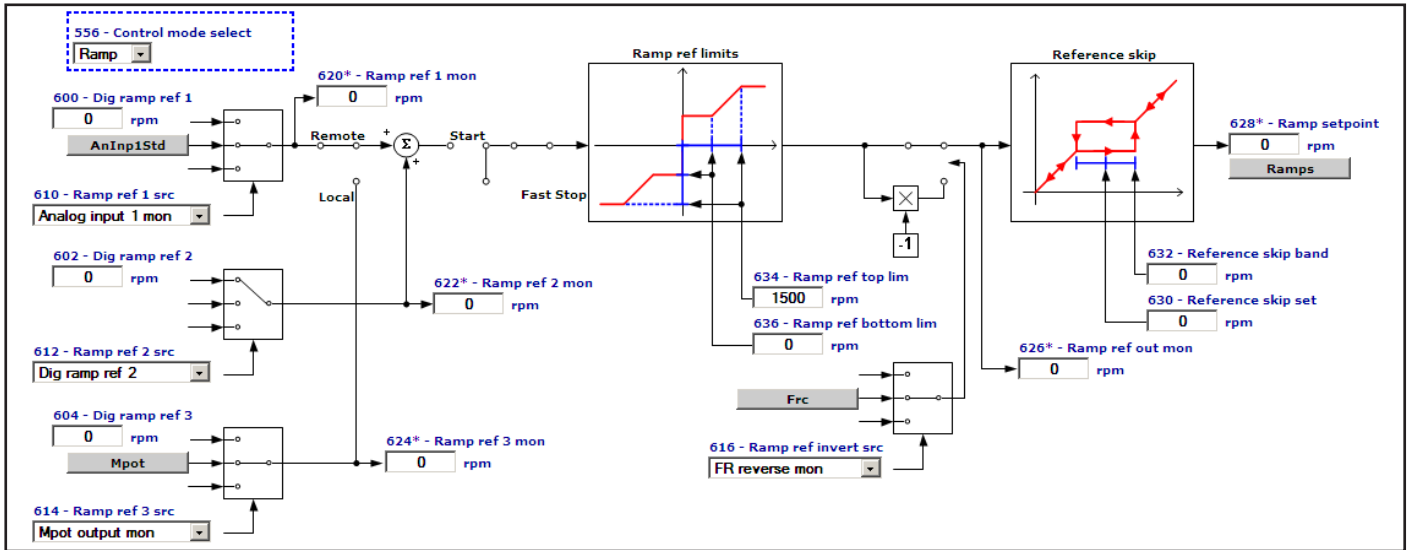 556 - Control mode select
Ramp
600 - Dig ramp ref 1
0 rpm
AnInp1Std
610 - Ramp ref 1 src
Analog input 1 mon
620* - Ramp ref 1 mon
0 rpm
Remote
Local
+
Σ
+
Start
Fast Stop
602 - Dig ramp ref 2
0 rpm
612 - Ramp ref 2 src
Dig ramp ref 2
622* - Ramp ref 2 mon
0 rpm
604 - Dig ramp ref 3
0 rpm
Mpot
614 - Ramp ref 3 src
Mpot output mon
624* - Ramp ref 3 mon
0 rpm
Ramp ref limits
634 - Ramp ref top lim
1500 rpm
636 - Ramp ref bottom lim
0 rpm
×
-1
Frc
616 - Ramp ref invert src
FR reverse mon
Reference skip
628* - Ramp setpoint
0 rpm
Ramps
632 - Reference skip band
0 rpm
630 - Reference skip set
0 rpm
626* - Ramp ref out mon
0 rpm